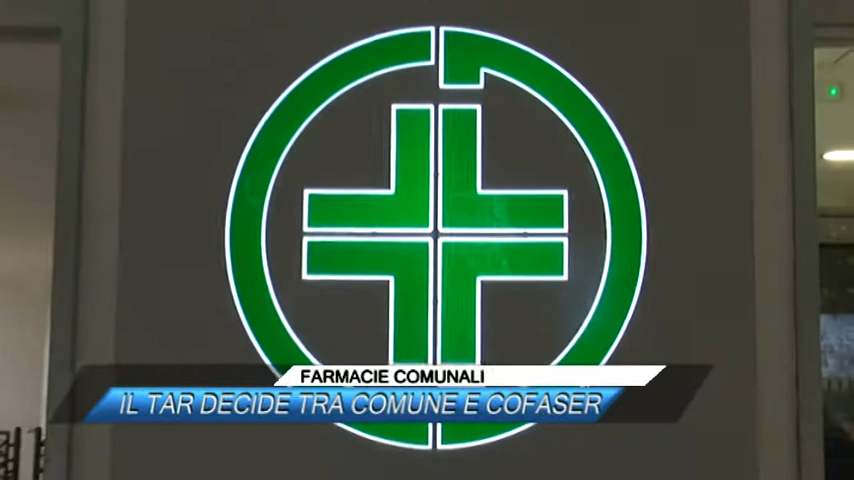 FARMACIE COMUNALI
IL TAR DECIDE TRA COMUNE E COFASER